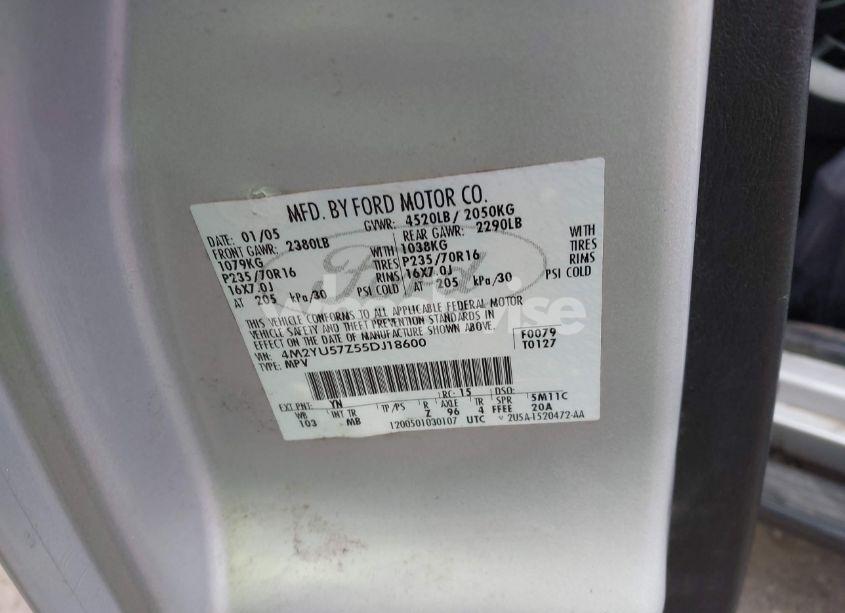 MFD. BY FORD MOTOR CO.
DATE: 01/05 GVWR: 4520LB/ 2050KG
FRONT GAWR: 2380LB REAR GAWR: 2290LB
1079KG WITH 1038KG WITH
P235/70R16 TIRES P235/70R16 TIRES
16X7.0J RIMS 16X7.0J RIMS
AT 205 kPa/30 PSI COLD AT 205 kPa/30 PSI COLD
THIS VEHICLE CONFORMS TO ALL APPLICABLE FEDERAL MOTOR
VEHICLE SAFETY AND THEFT PREVENTION STANDARDS IN
EFFECT ON THE DATE OF MANUFACTURE SHOWN ABOVE.
VIN: 4M2YU57Z55DJ18600 F0079
TYPE: MPV T0127
RC: 15 DSO:
EXT PNT: YN 5M11C
WB INT TR TP/PS R AXLE TR SPR 20A
103 MB Z 96 4 FFEE
1200501030107 UTC 2U5A-1520472-AA
Ford